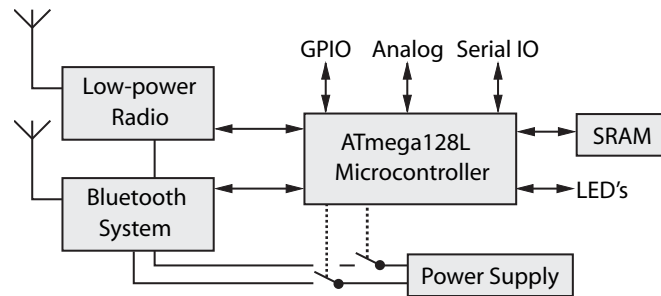 GPIO Analog Serial IO
Low-power
Radio
ATmega128L
Microcontroller
SRAM
Bluetooth
System
LED's
Power Supply